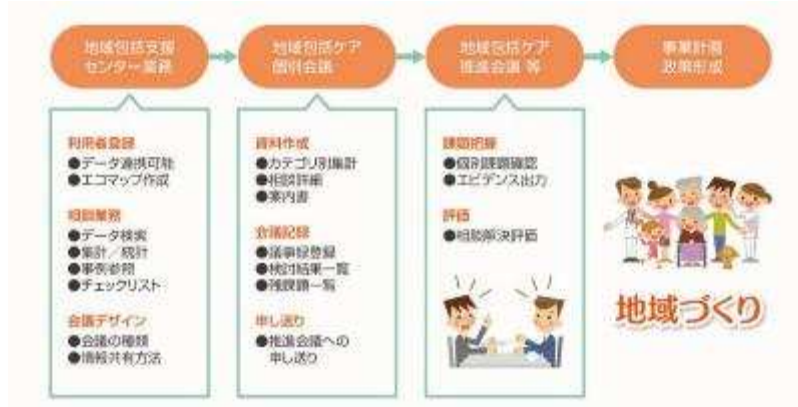 地域包括支援
センター業務
地域包括ケア
個別会議
地域包括ケア
推進会議 等
事業計画
政策形成
利用者登録
●データ連携可能
●エコマップ作成
相談業務
●データ検索
●集計／統計
●事例参照
●チェックリスト
会議デザイン
●会議の種類
●情報共有方法
資料作成
●カテゴリ別集計
●相談詳細
●案内書
会議記録
●議事録登録
●検討結果一覧
●残課題一覧
申し送り
●推進会議への
申し送り
課題把握
●個別課題確認
●エビデンス出力
評価
●相談解決評価
地域づくり